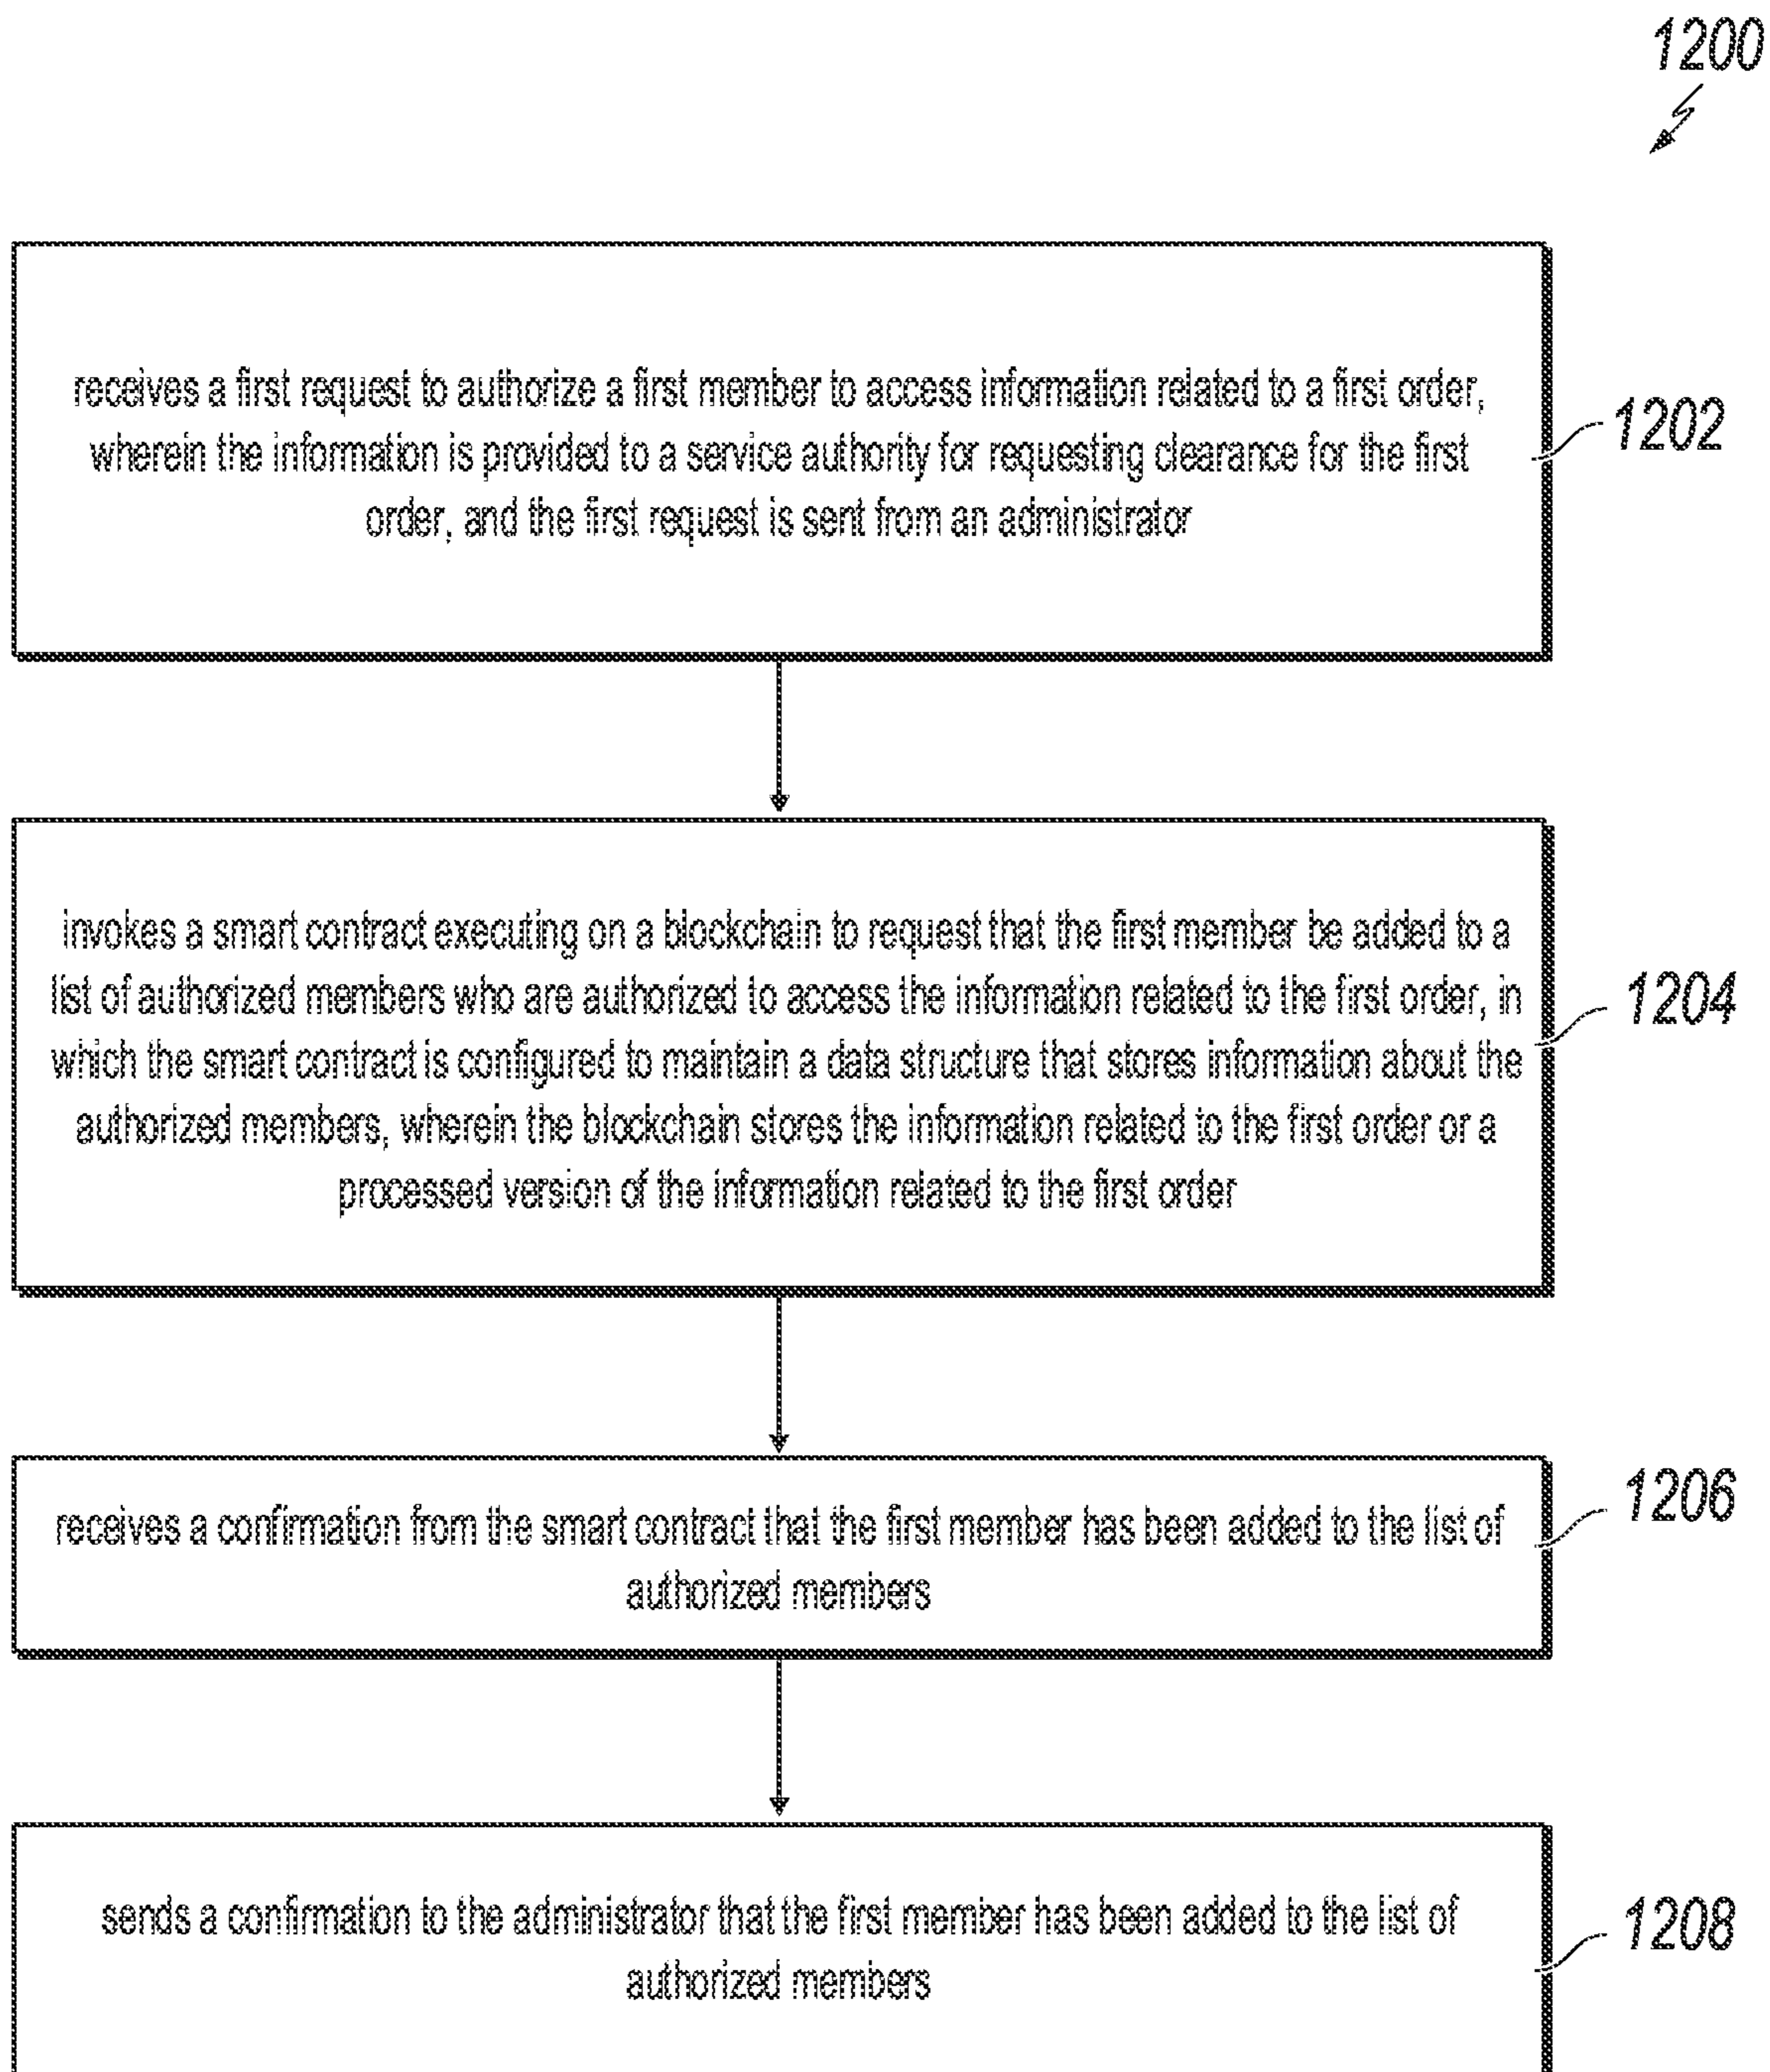 1200
receives a first request to authorize a first member to access information related to a first order,
wherein the information is provided to a service authority for requesting clearance for the first
order, and the first request is sent from an administrator
1202
invokes a smart contract executing on a blockchain to request that the first member be added to a
list of authorized members who are authorized to access the information related to the first order, in
which the smart contract is configured to maintain a data structure that stores information about the
authorized members, wherein the blockchain stores the information related to the first order or a
processed version of the information related to the first order
1204
receives a confirmation from the smart contract that the first member has been added to the list of
authorized members
1206
sends a confirmation to the administrator that the first member has been added to the list of
authorized members
1208